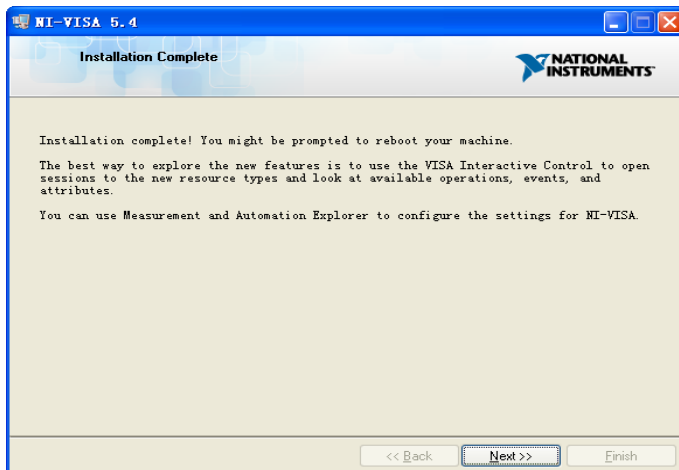 NI-VISA 5.4
Installation Complete
NATIONAL
INSTRUMENTS™
Installation complete! You might be prompted to reboot your machine.
The best way to explore the new features is to use the VISA Interactive Control to open
sessions to the new resource types and look at available operations, events, and
attributes.
You can use Measurement and Automation Explorer to configure the settings for NI-VISA.
<< Back
Next >>
Finish